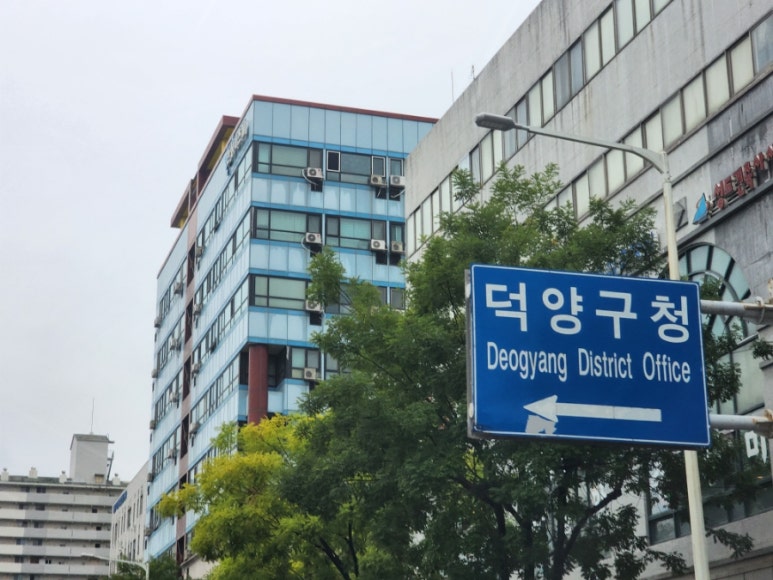 덕양구청
Deogyang District Office